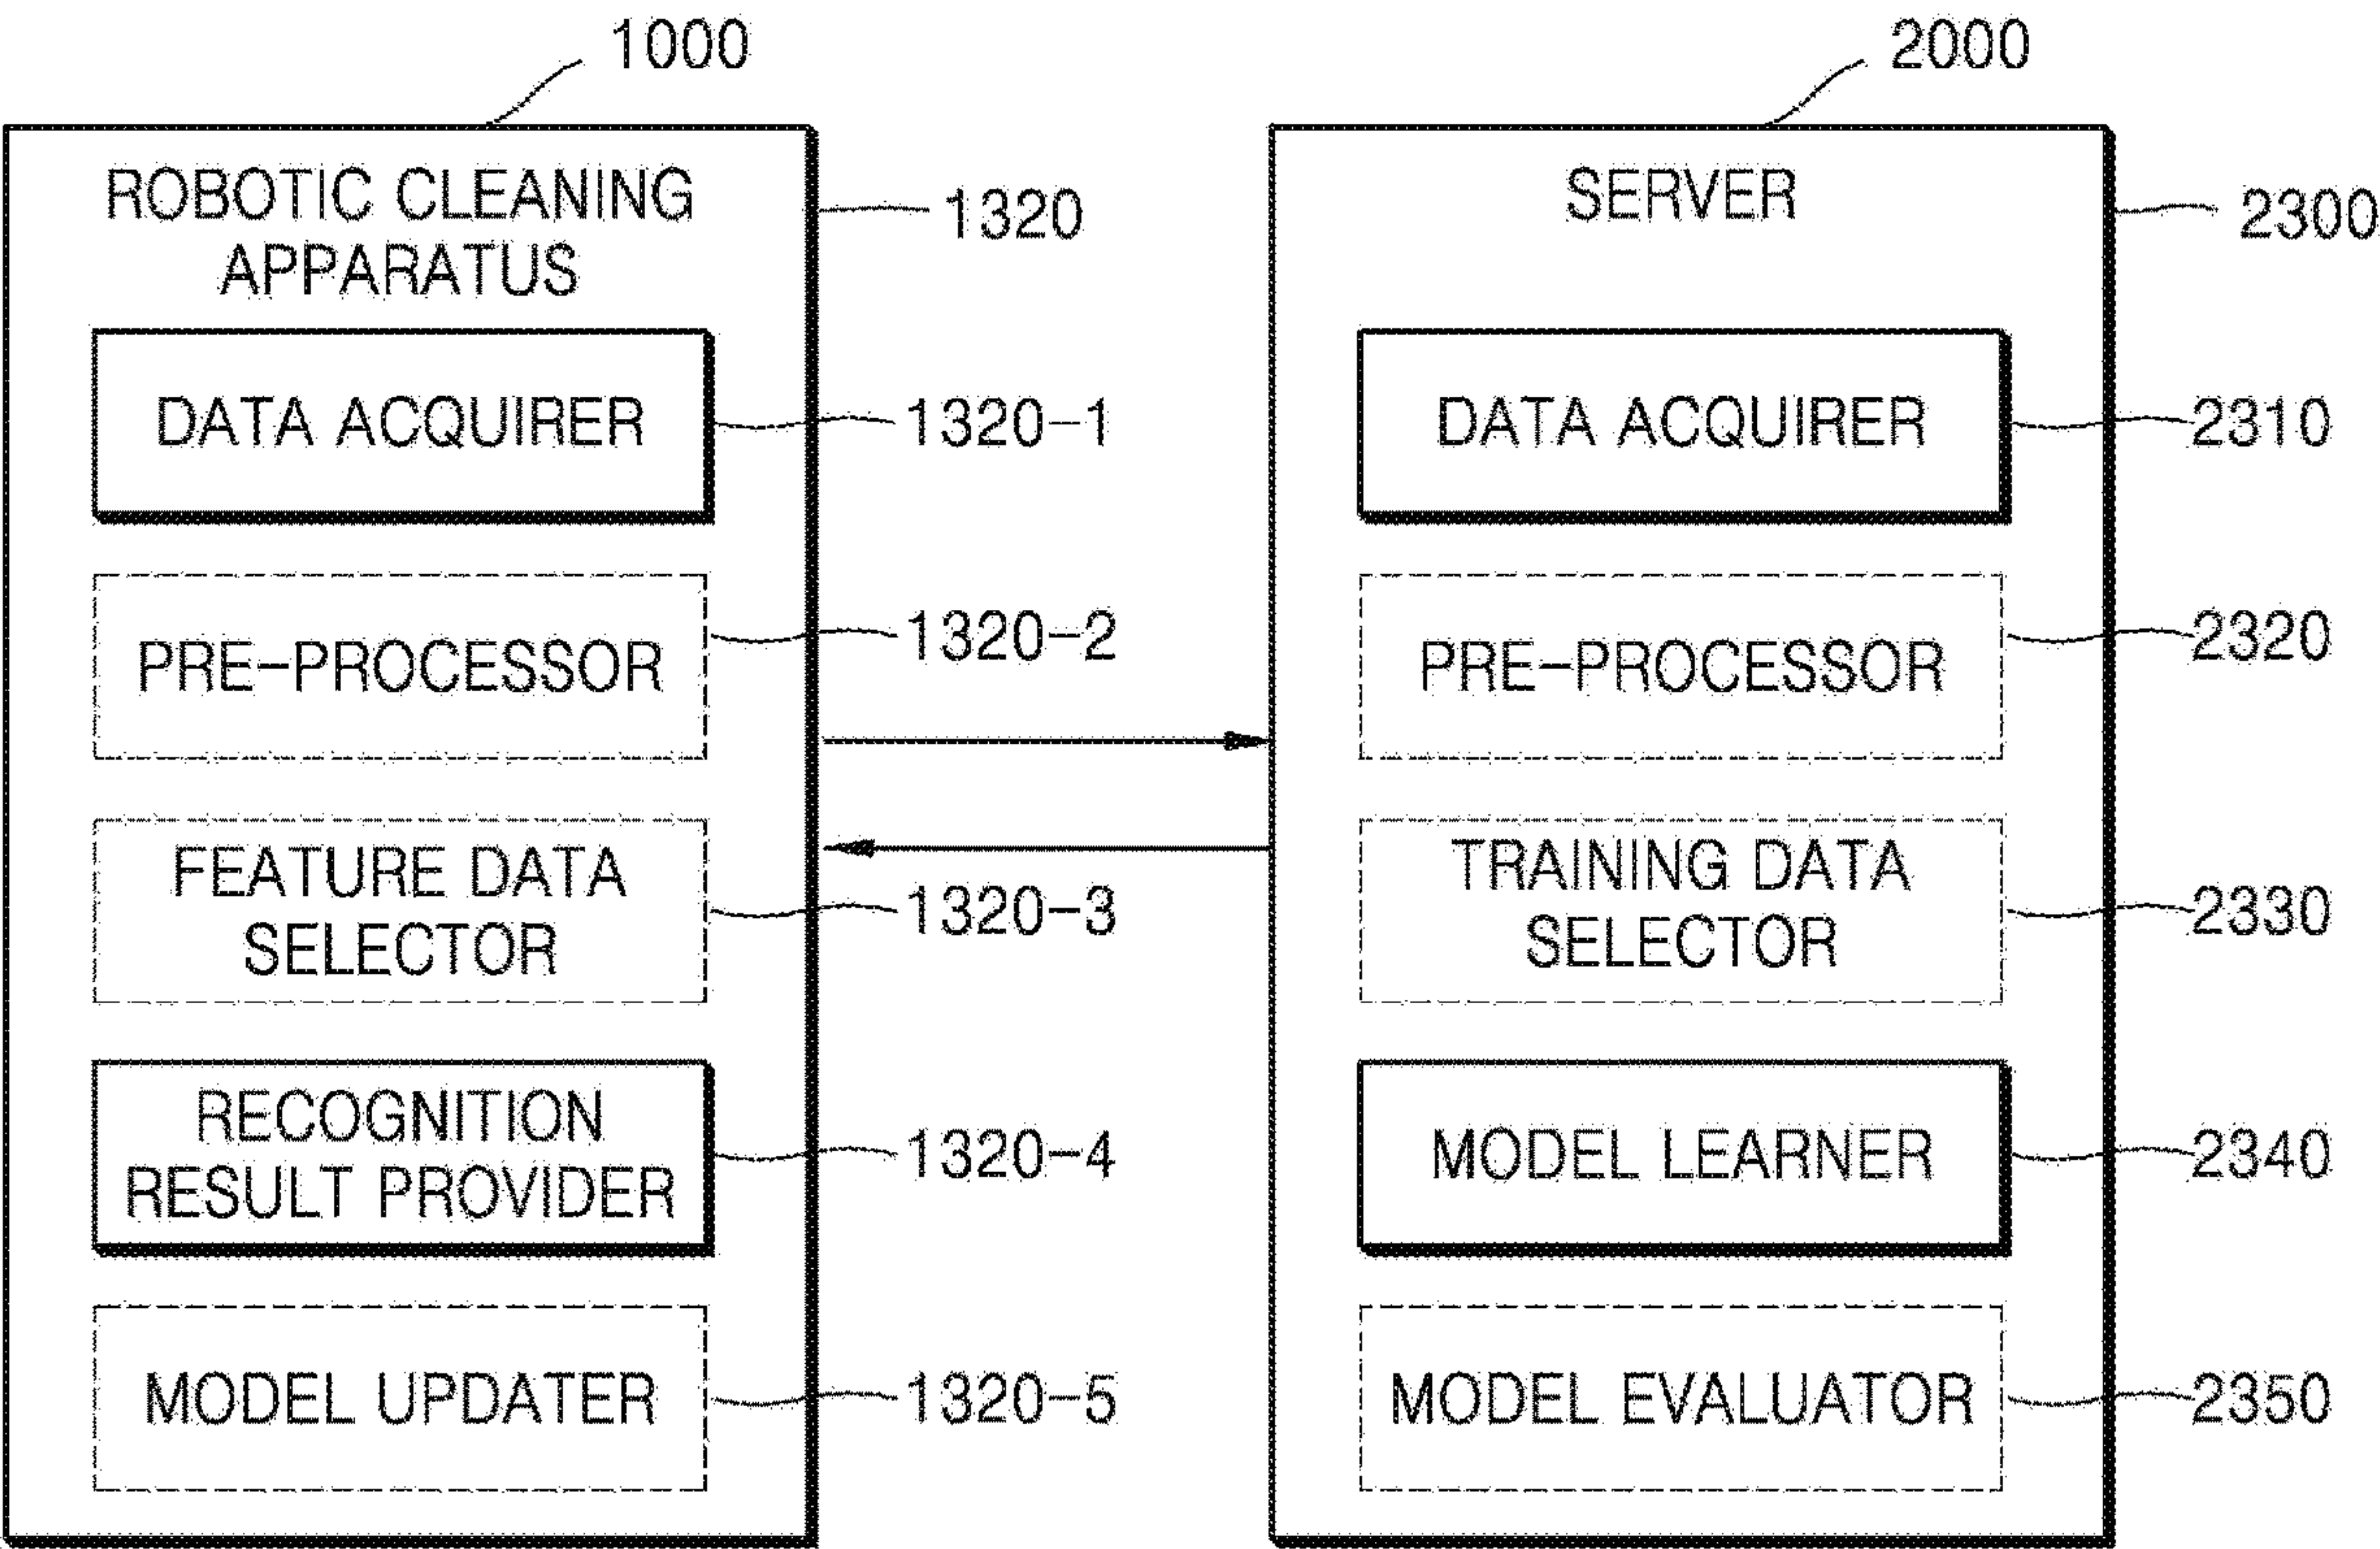 1000
2000
ROBOTIC CLEANING
APPARATUS
1320
SERVER
2300
DATA ACQUIRER
1320-1
DATA ACQUIRER
2310
PRE-PROCESSOR
1320-2
PRE-PROCESSOR
2320
FEATURE DATA
SELECTOR
1320-3
TRAINING DATA
SELECTOR
2330
RECOGNITION
RESULT PROVIDER
1320-4
MODEL LEARNER
2340
MODEL UPDATER
1320-5
MODEL EVALUATOR
2350